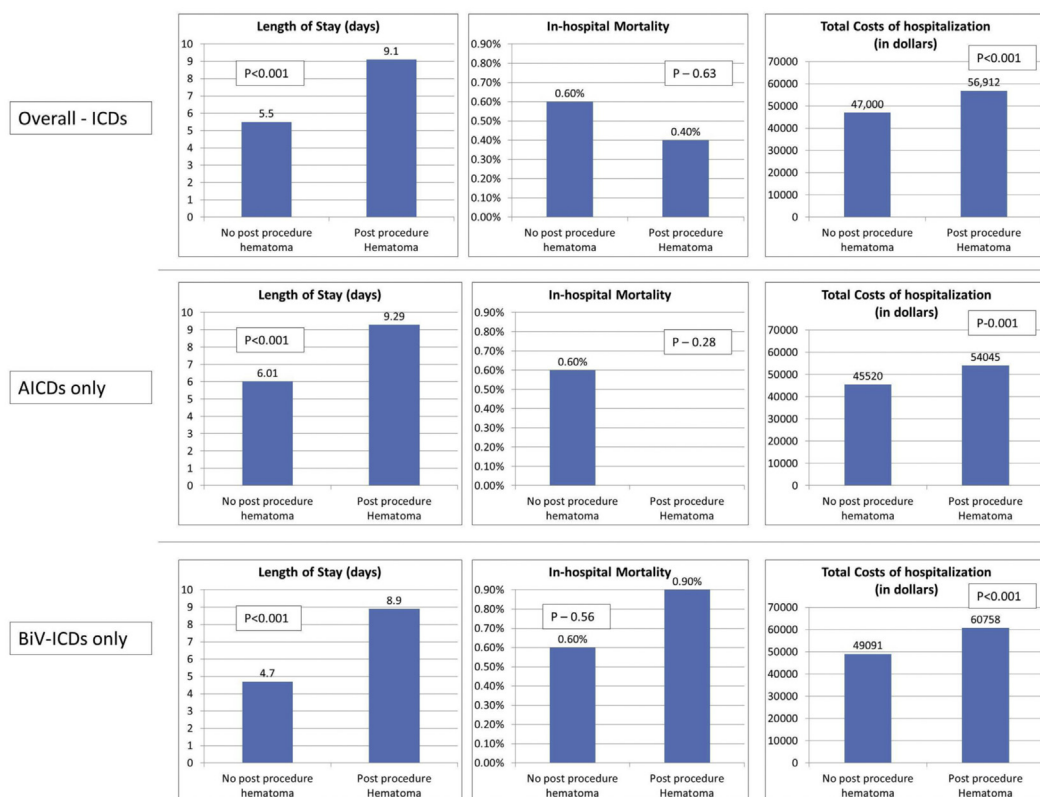 Overall - ICDs
Length of Stay (days)
10
9
8
7
6
5
4
3
2
1
0
P<0.001
5.5
9.1
No post procedure
hematoma
Post procedure
Hematoma
In-hospital Mortality
0.90%
0.80%
0.70%
0.60%
0.50%
0.40%
0.30%
0.20%
0.10%
0.00%
P – 0.63
0.60%
0.40%
No post procedure
hematoma
Post procedure
Hematoma
Total Costs of hospitalization
(in dollars)
70000
60000
50000
40000
30000
20000
10000
0
P<0.001
47,000
56,912
No post procedure
hematoma
Post procedure
Hematoma
AICDs only
Length of Stay (days)
10
9
8
7
6
5
4
3
2
1
0
P<0.001
6.01
9.29
No post procedure
hematoma
Post procedure
Hematoma
In-hospital Mortality
0.90%
0.80%
0.70%
0.60%
0.50%
0.40%
0.30%
0.20%
0.10%
0.00%
P – 0.28
0.60%
No post procedure
hematoma
Post procedure
Hematoma
Total Costs of hospitalization
(in dollars)
70000
60000
50000
40000
30000
20000
10000
0
P-0.001
45520
54045
No post procedure
hematoma
Post procedure
Hematoma
BiV-ICDs only
Length of Stay (days)
10
9
8
7
6
5
4
3
2
1
0
P<0.001
4.7
8.9
No post procedure
hematoma
Post procedure
Hematoma
In-hospital Mortality
0.90%
0.80%
0.70%
0.60%
0.50%
0.40%
0.30%
0.20%
0.10%
0.00%
P – 0.56
0.60%
0.90%
No post procedure
hematoma
Post procedure
Hematoma
Total Costs of hospitalization
(in dollars)
70000
60000
50000
40000
30000
20000
10000
0
P<0.001
49091
60758
No post procedure
hematoma
Post procedure
Hematoma